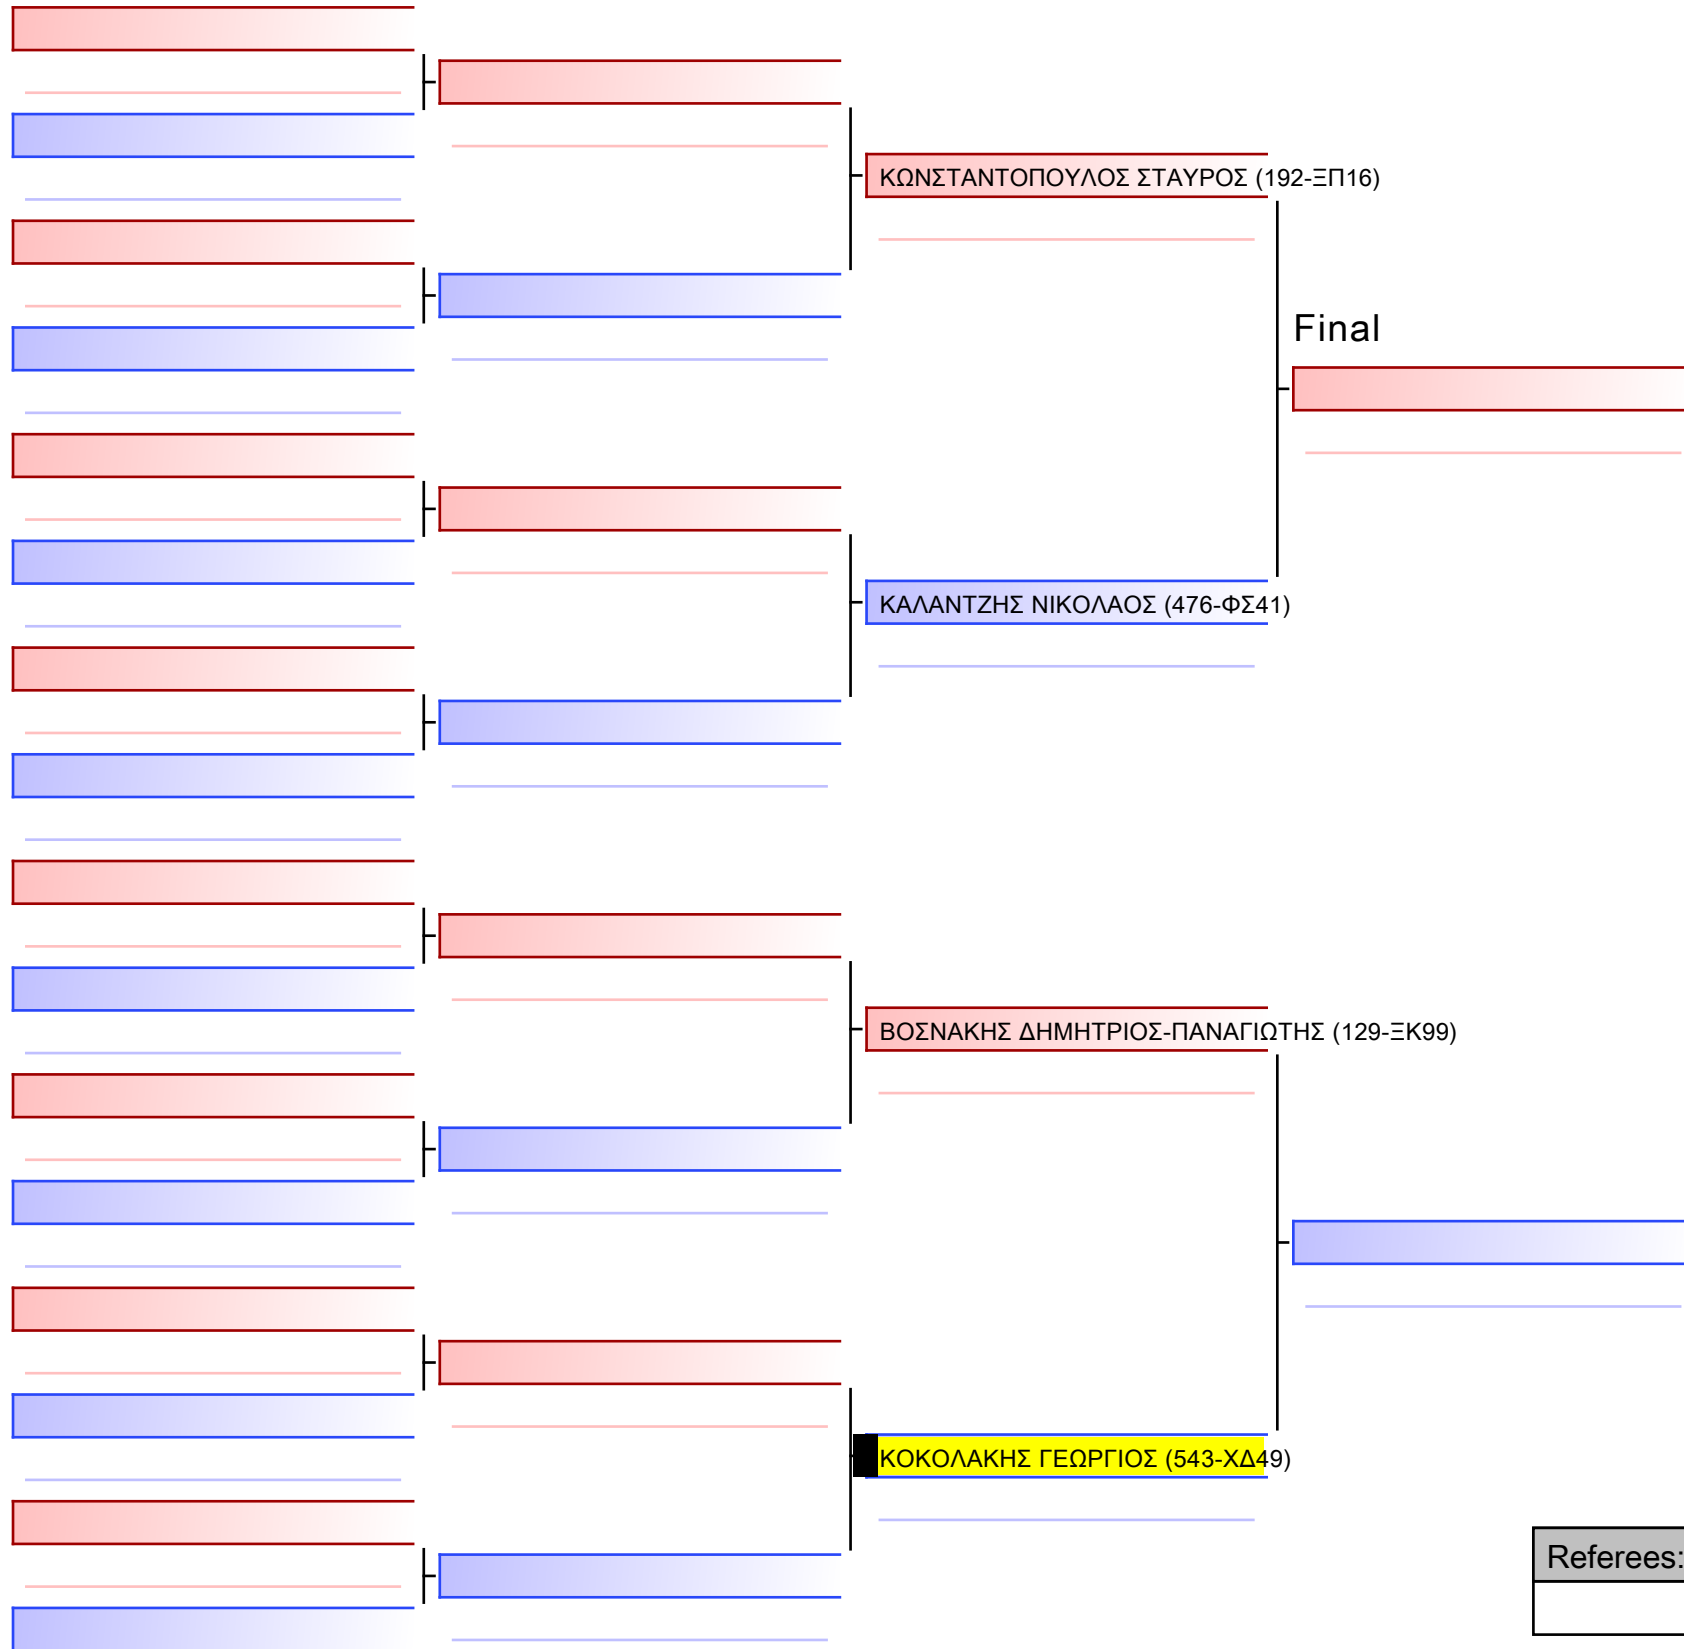 ΚΩΝΣΤΑΝΤΟΠΟΥΛΟΣ ΣΤΑΥΡΟΣ (192-ΞΠ16)
Final
ΚΑΛΑΝΤΖΗΣ ΝΙΚΟΛΑΟΣ (476-ΦΣ41)
ΒΟΣΝΑΚΗΣ ΔΗΜΗΤΡΙΟΣ-ΠΑΝΑΓΙΩΤΗΣ (129-ΞΚ99)
ΚΟΚΟΛΑΚΗΣ ΓΕΩΡΓΙΟΣ (543-ΧΔ49)
Referees: